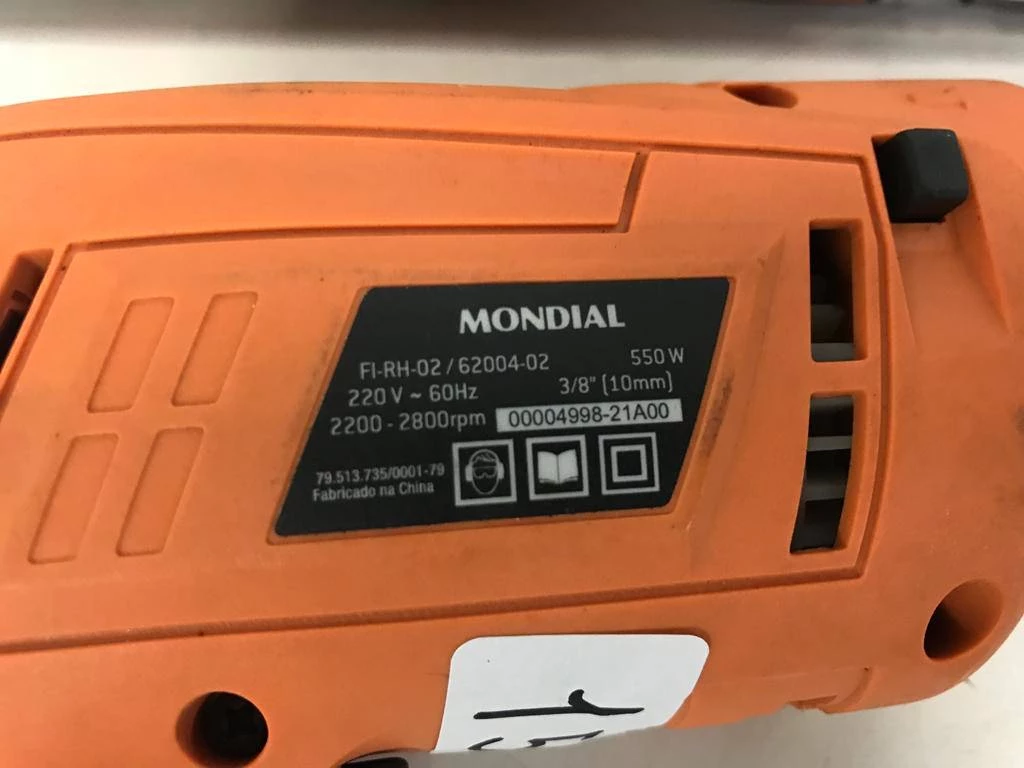 MONDIAL
FI-RH-02 / 62004-02 550 W
220 V ~ 60Hz 3/8" (10mm)
2200 - 2800rpm 00004998-21A00
79.513.735/0001-79
Fabricado na China